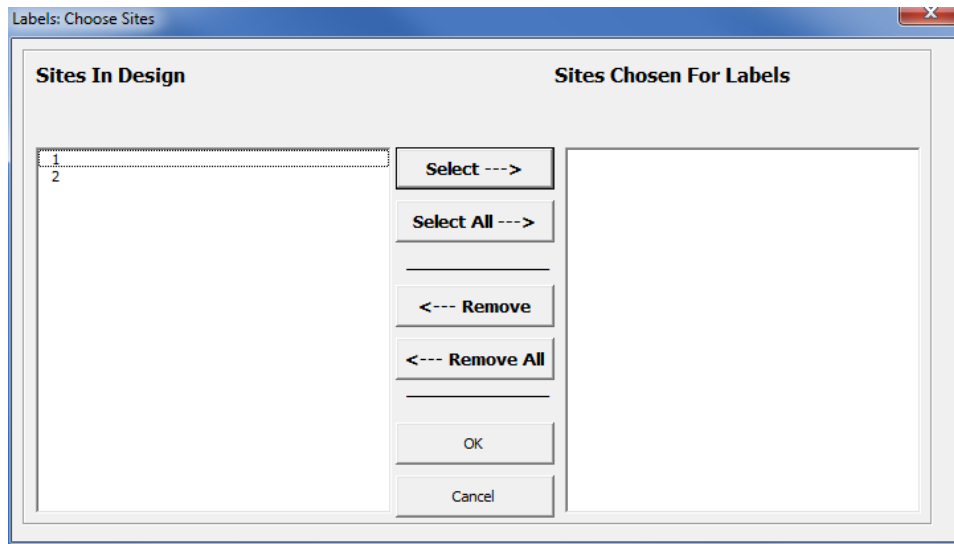 Labels: Choose Sites
X
Sites In Design
Sites Chosen For Labels
1
2
Select --->
Select All --->
<--- Remove
<--- Remove All
OK
Cancel